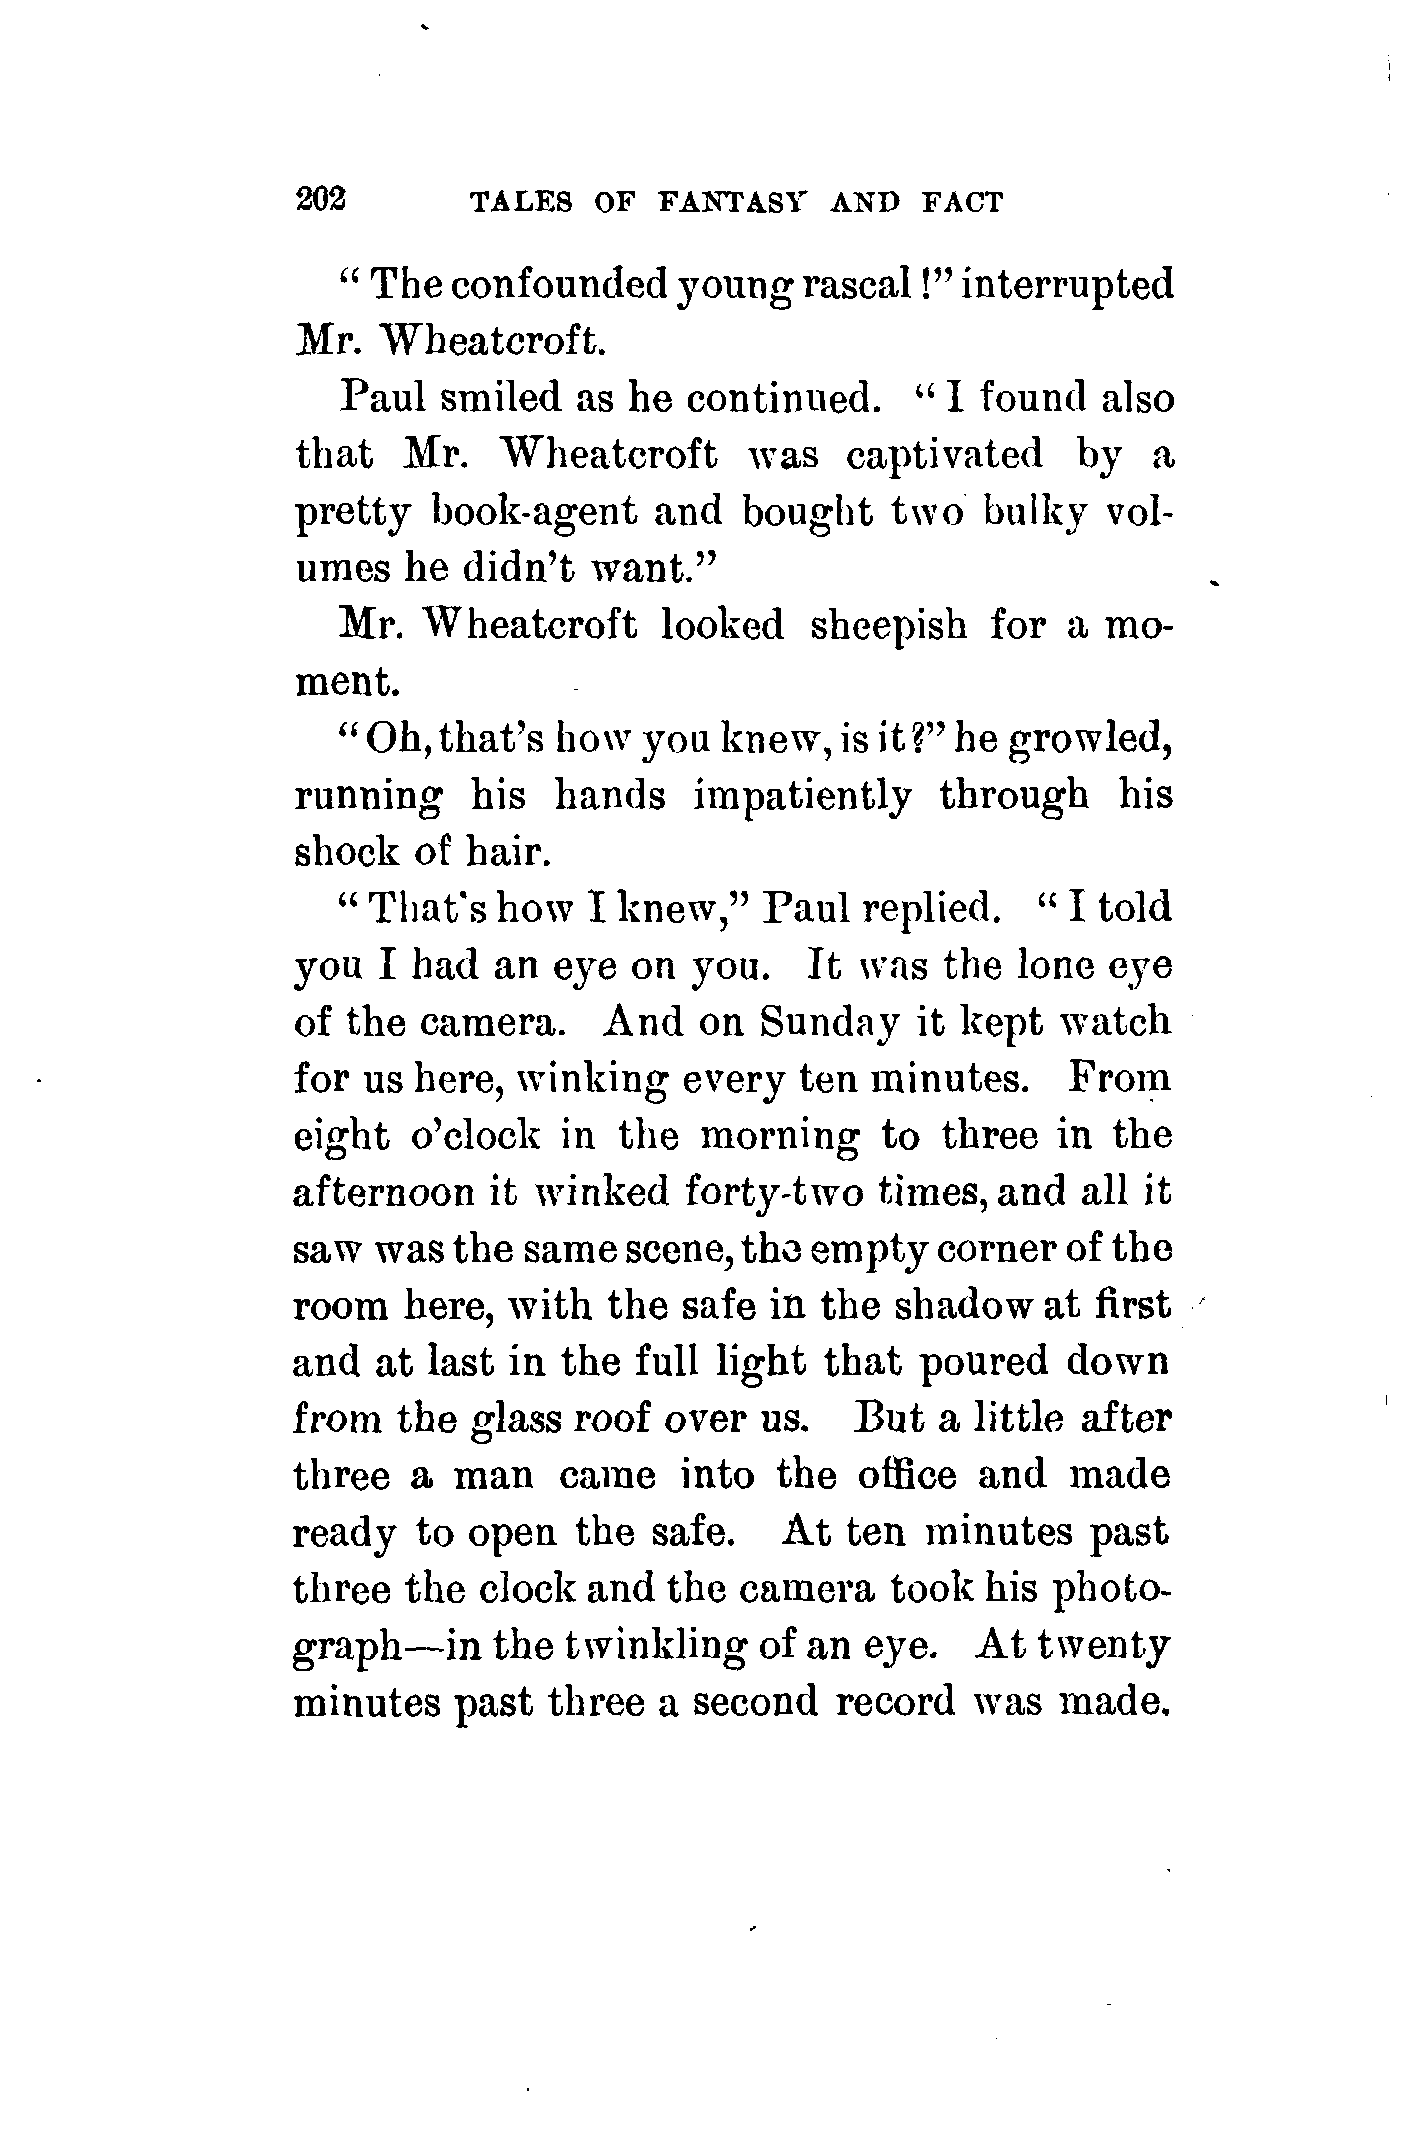 202 TALES OF FANTASY AND FACT
“ The confounded young rascal !” interrupted
Mr. Wheatcroft.
Paul smiled as he continued. “ I found also
that Mr. Wheatcroft was captivated by a
pretty book-agent and bought two bulky vol-
umes he didn’t want.”
Mr. Wheatcroft looked sheepish for a mo-
ment.
“ Oh, that’s how you knew, is it ?” he growled,
running his hands impatiently through his
shock of hair.
“ That's how I knew,” Paul replied. “ I told
you I had an eye on you. It was the lone eye
of the camera. And on Sunday it kept watch
for us here, winking every ten minutes. From
eight o’clock in the morning to three in the
afternoon it winked forty-two times, and all it
saw was the same scene, the empty corner of the
room here, with the safe in the shadow at first
and at last in the full light that poured down
from the glass roof over us. But a little after
three a man came into the office and made
ready to open the safe. At ten minutes past
three the clock and the camera took his photo-
graph—in the twinkling of an eye. At twenty
minutes past three a second record was made.